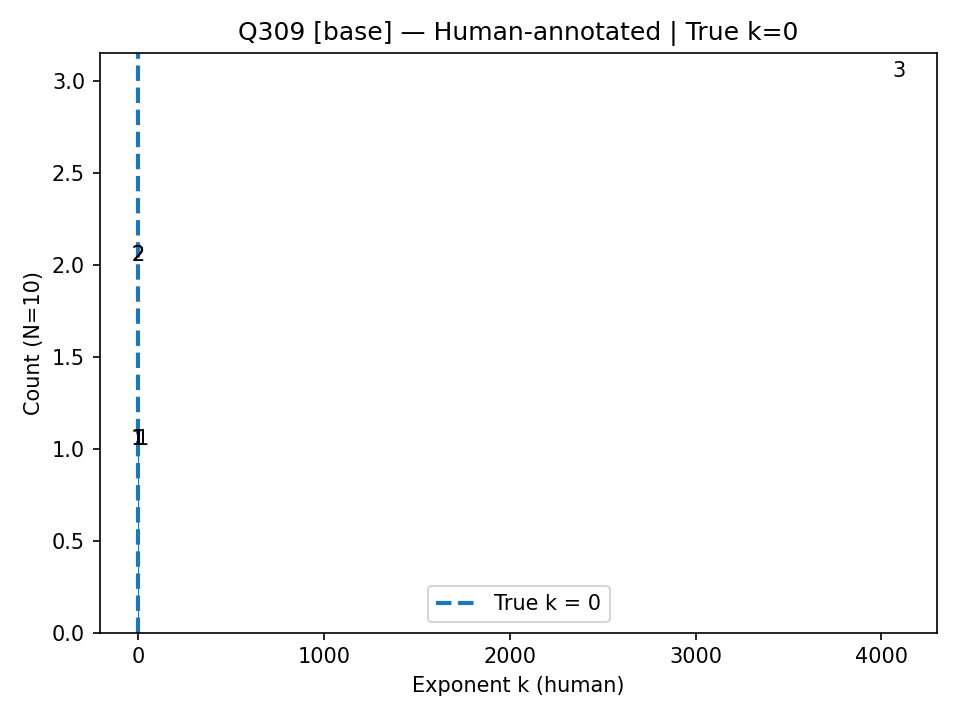 Q309 [base] — Human-annotated | True k=0
3
3.0
2.5
2
2.0
Count (N=10)
1.5
1 1
1.0
0.5
True k = 0
0.0
0 1000 2000 3000 4000
Exponent k (human)